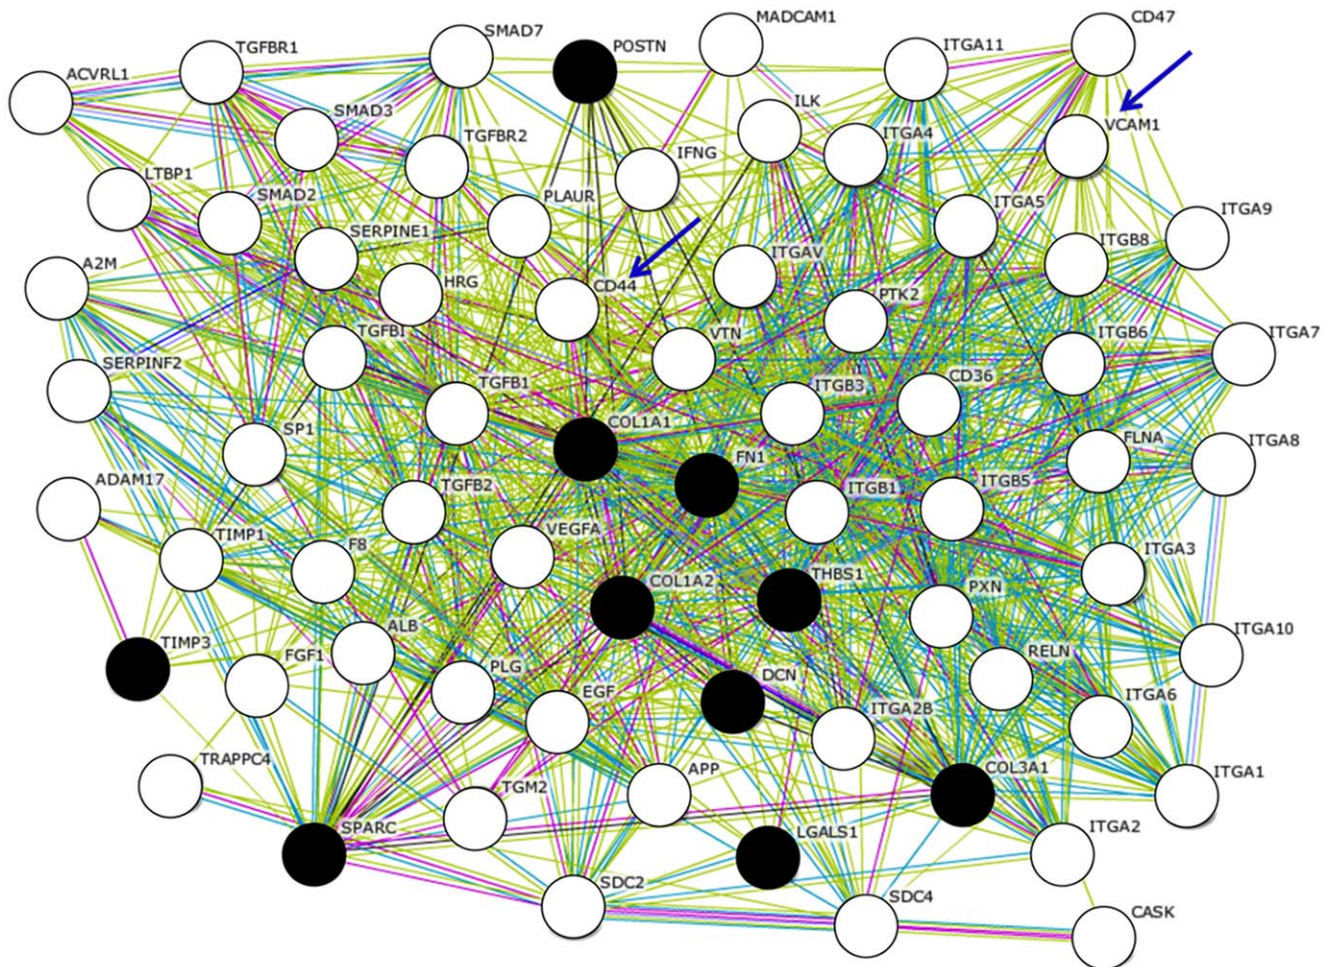 MADCAM1
CD47
SMAD7
POSTN
ITGA11
TGFBR1
ACVRL1
ILK
SMAD3
VCAM1
ITGA4
TGFBR2
IFNG
LTBP1
SMAD2
PLAUR
ITGA5
ITGA9
SERPINE1
ITGB8
ITGAV
A2M
HRG
CD44
PTK2
TGFBI
VTN
ITGB6
ITGA7
SERPINF2
TGFB1
ITGB3
CD36
COL1A1
SP1
FLNA
ITGA8
FN1
ADAM17
TGFB2
ITGB1
ITGB5
VEGFA
TIMP1
F8
ITGA3
COL1A2
THBS1
PXN
ALB
ITGA10
TIMP3
FGF1
PLG
RELN
DCN
EGF
ITGA6
ITGA2B
TRAPPC4
APP
COL3A1
ITGA1
TGM2
SPARC
LGALS1
ITGA2
SDC2
SDC4
CASK